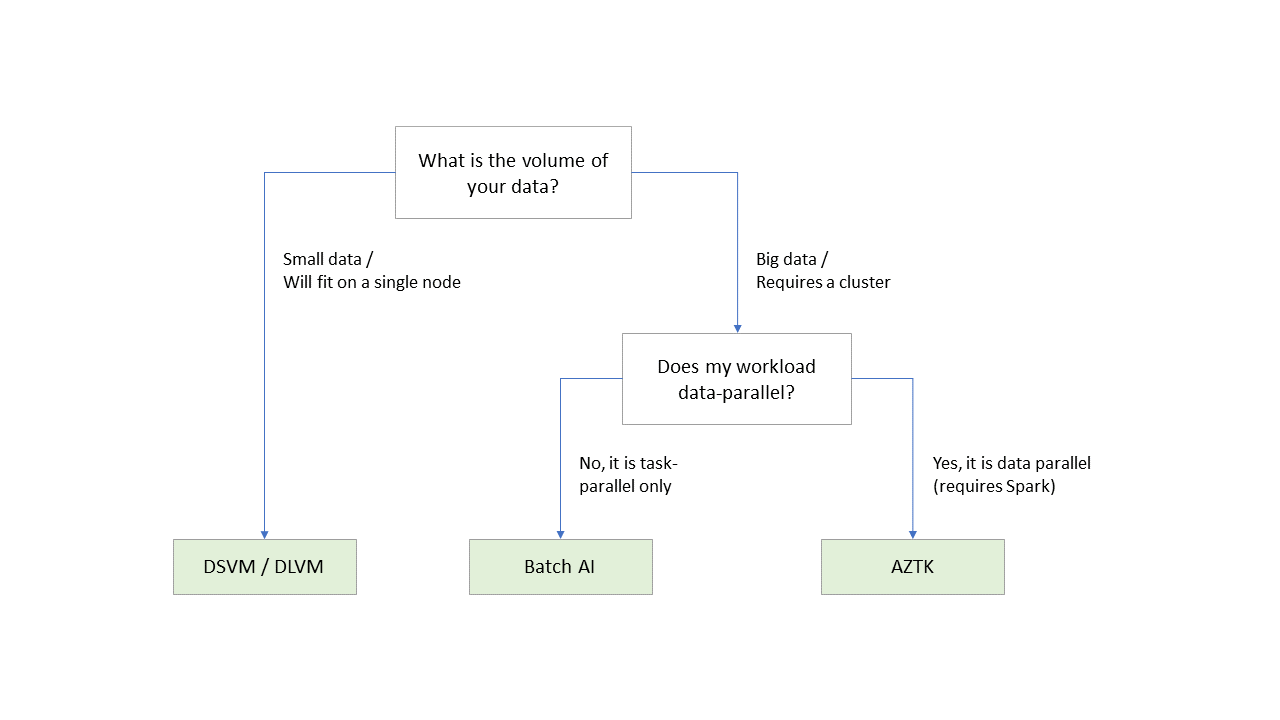 What is the volume of
your data?
Small data /
Will fit on a single node
Big data /
Requires a cluster
Does my workload
data-parallel?
No, it is task-
parallel only
Yes, it is data parallel
(requires Spark)
DSVM / DLVM
Batch AI
AZTK